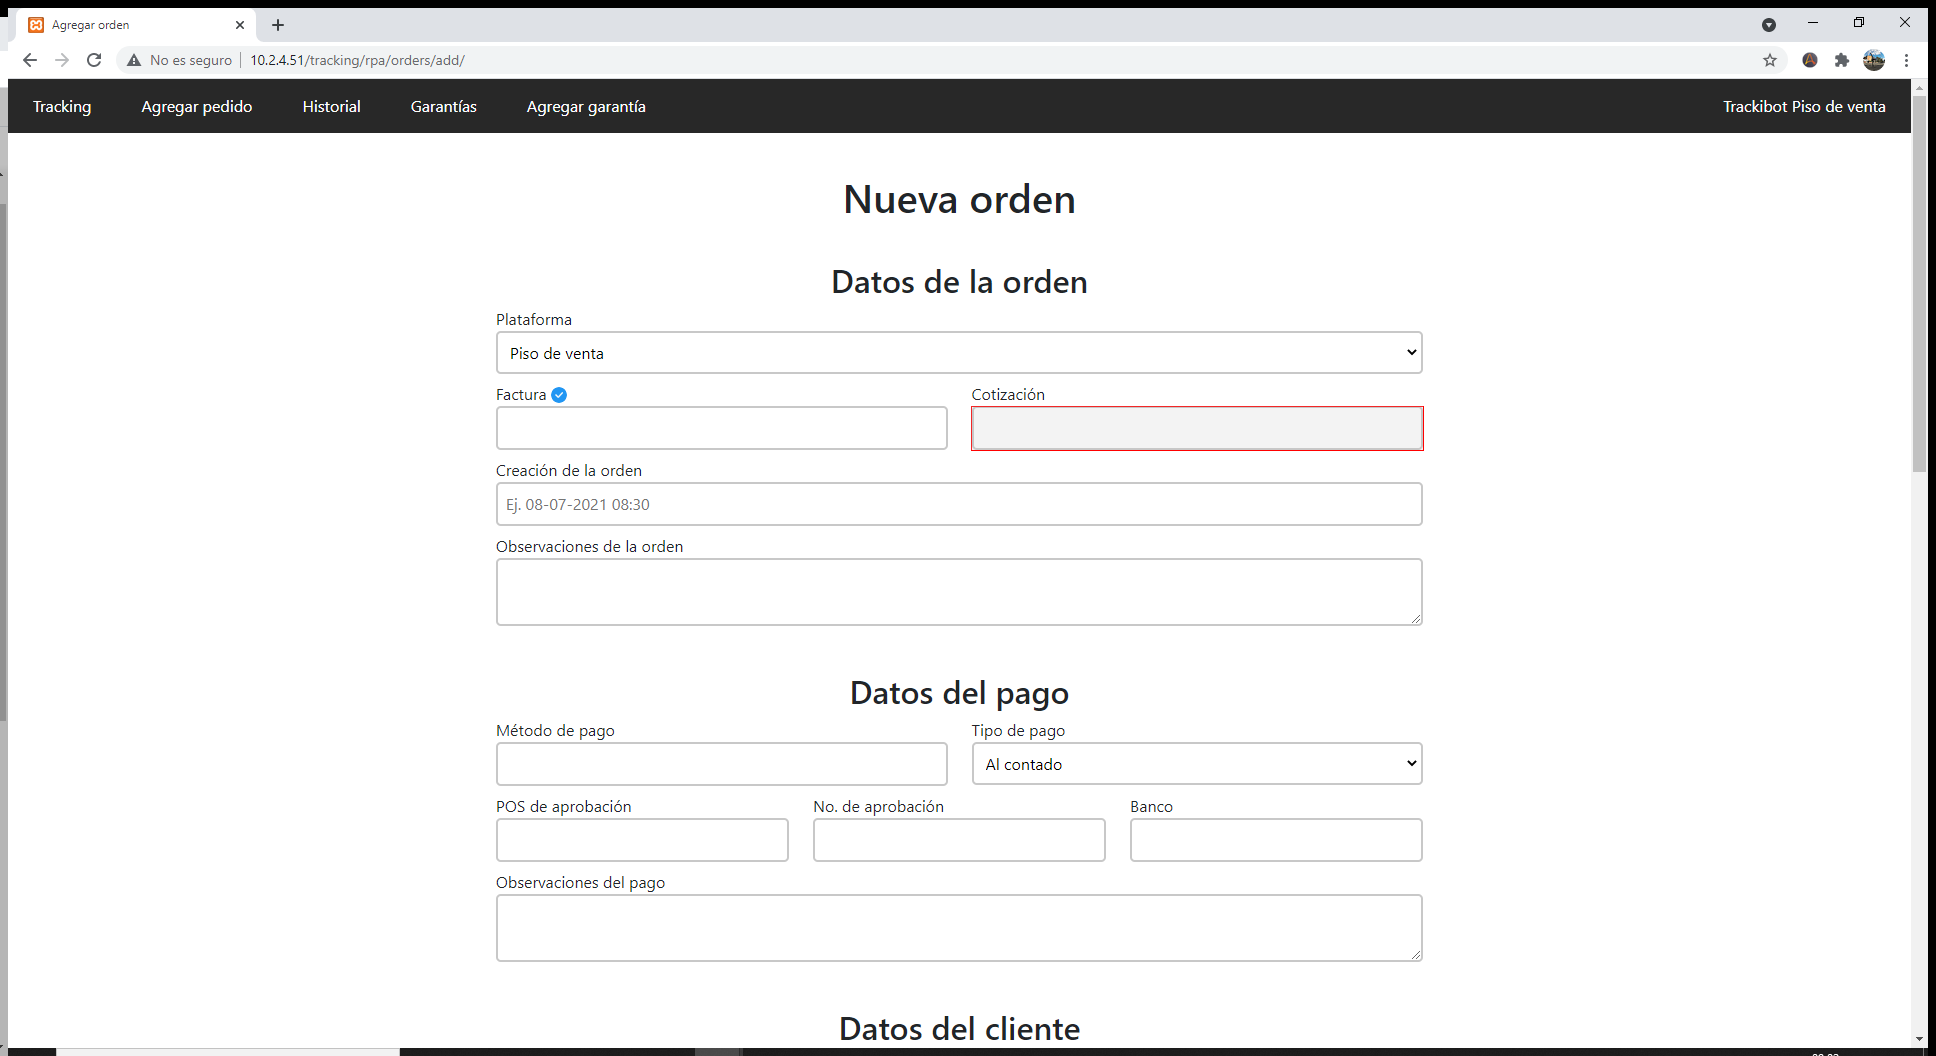 Agregar orden
No es seguro 10.2.4.51/tracking/rpa/orders/add/
Tracking Agregar pedido Historial Garantías Agregar garantía Trackibot Piso de venta
Nueva orden
Datos de la orden
Plataforma
Piso de venta
Factura Cotización
Creación de la orden
Ej. 08-07-2021 08:30
Observaciones de la orden
Datos del pago
Método de pago Tipo de pago
Al contado
POS de aprobación No. de aprobación Banco
Observaciones del pago
Datos del cliente